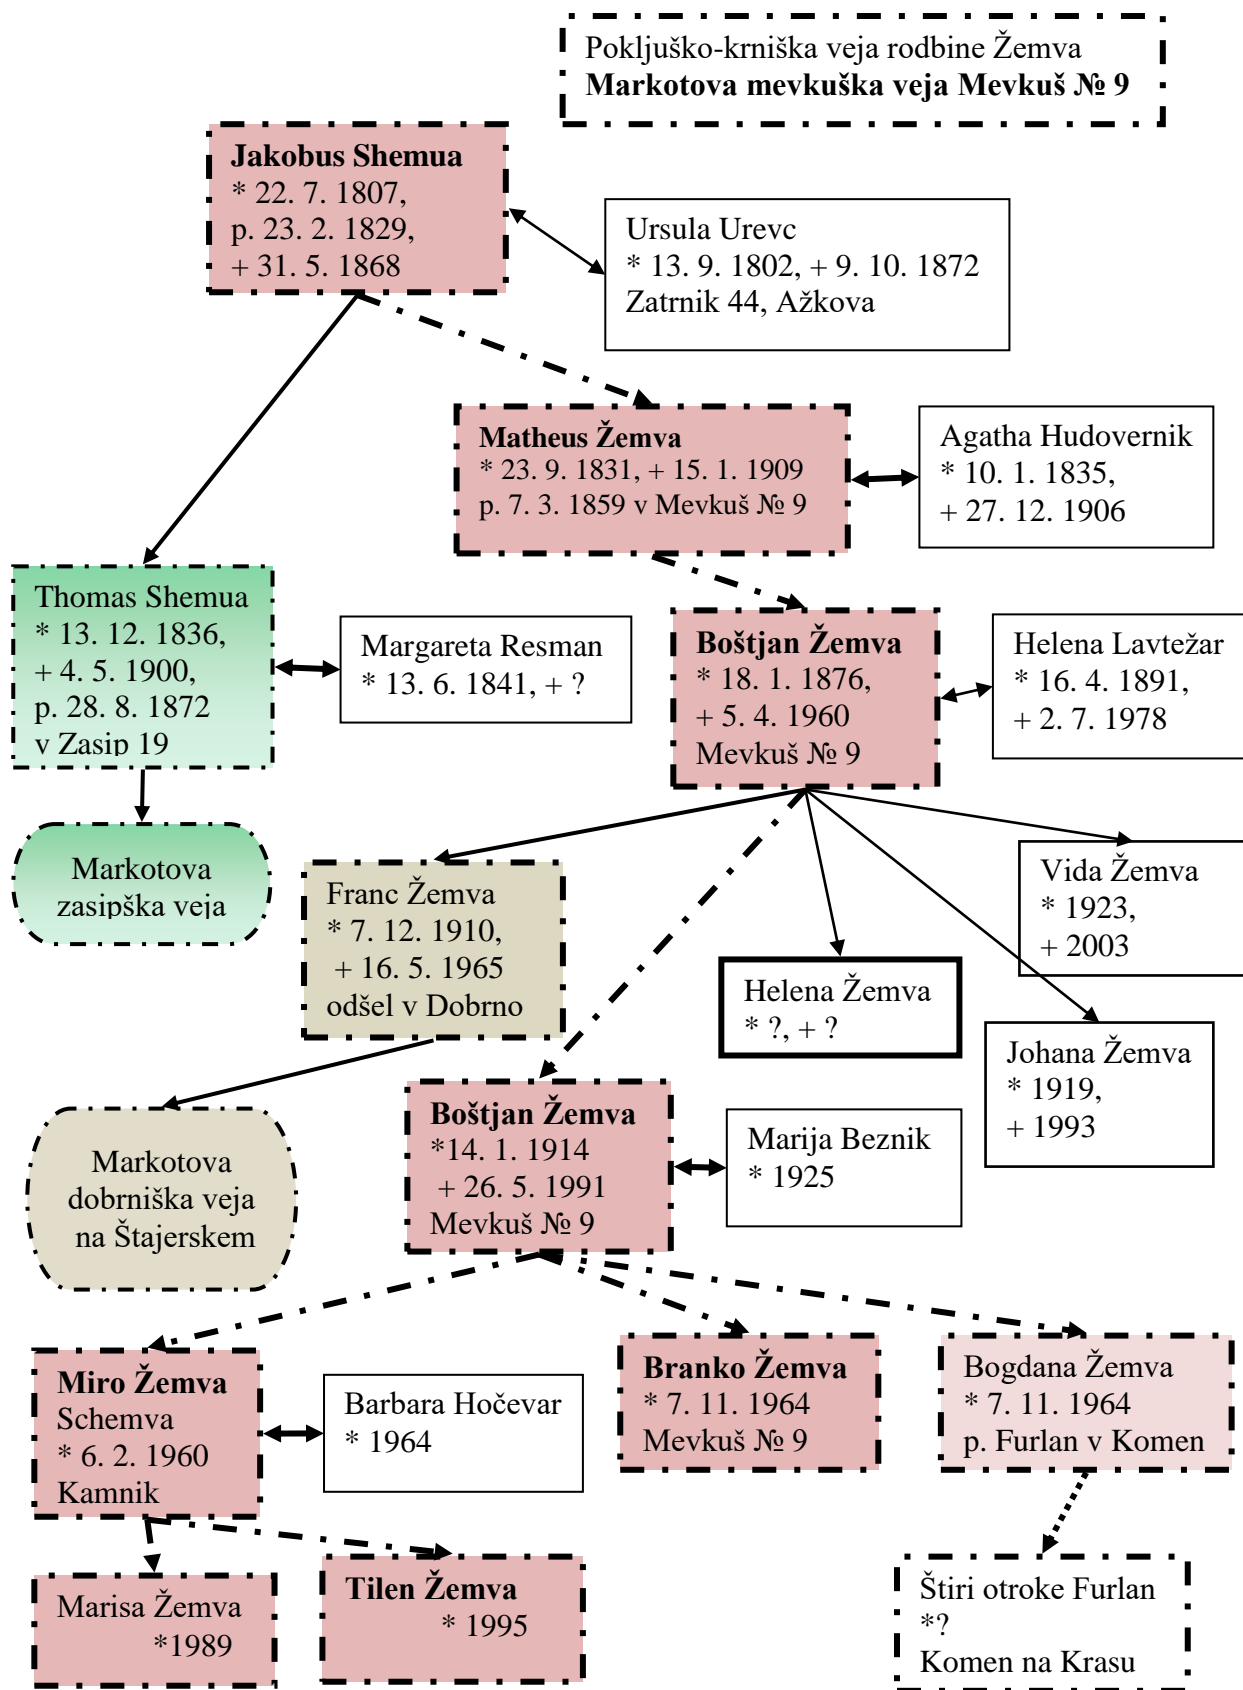 Pokljuško-krniška veja rodbine Žemva
Markotova mevkuška veja Mevkuš № 9
Jakobus Shemua
* 22. 7. 1807,
p. 23. 2. 1829,
+ 31. 5. 1868
Ursula Urevc
* 13. 9. 1802, + 9. 10. 1872
Zatrnik 44, Ažkova
Matheus Žemva
* 23. 9. 1831, + 15. 1. 1909
p. 7. 3. 1859 v Mevkuš № 9
Agatha Hudovernik
* 10. 1. 1835,
+ 27. 12. 1906
Thomas Shemua
* 13. 12. 1836,
+ 4. 5. 1900,
p. 28. 8. 1872
v Zasip 19
Margareta Resman
* 13. 6. 1841, + ?
Boštjan Žemva
* 18. 1. 1876,
+ 5. 4. 1960
Mevkuš № 9
Helena Lavtežar
* 16. 4. 1891,
+ 2. 7. 1978
Markotova
zasipška veja
Franc Žemva
* 7. 12. 1910,
+ 16. 5. 1965
odšel v Dobrno
Vida Žemva
* 1923,
+ 2003
Helena Žemva
* ?, + ?
Johana Žemva
* 1919,
+ 1993
Markotova
dobrniška veja
na Štajerskem
Boštjan Žemva
*14. 1. 1914
+ 26. 5. 1991
Mevkuš № 9
Marija Beznik
* 1925
Miro Žemva
Schemva
* 6. 2. 1960
Kamnik
Barbara Hočevar
* 1964
Branko Žemva
* 7. 11. 1964
Mevkuš № 9
Bogdana Žemva
* 7. 11. 1964
p. Furlan v Komen
Marisa Žemva
*1989
Tilen Žemva
* 1995
Štiri otroke Furlan
*?
Komen na Krasu